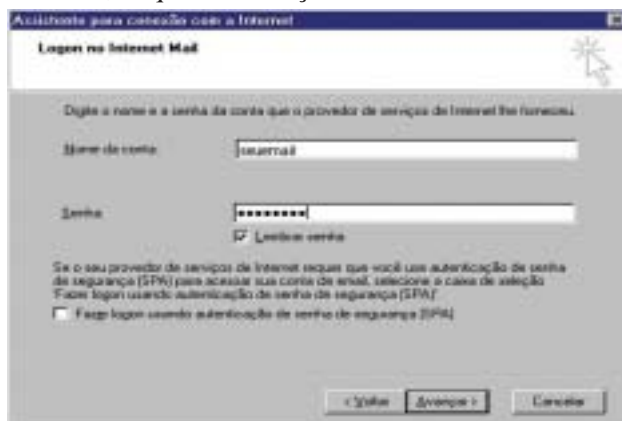 Assistente para conexão com a Internet
Logon no Internet Mail
Digite o nome e a senha da conta que o provedor de serviços de Internet lhe forneceu.
Nome da conta
seuemail
Senha
••••••••
Lembrar senha
Se o seu provedor de serviços de Internet requer que você use autenticação de senha
de segurança (SPA) para acessar sua conta de email, selecione a caixa de seleção
'Fazer logon usando autenticação de senha de segurança (SPA)'
Fazer logon usando autenticação de senha de segurança (SPA)
< Voltar
Avançar >
Cancelar